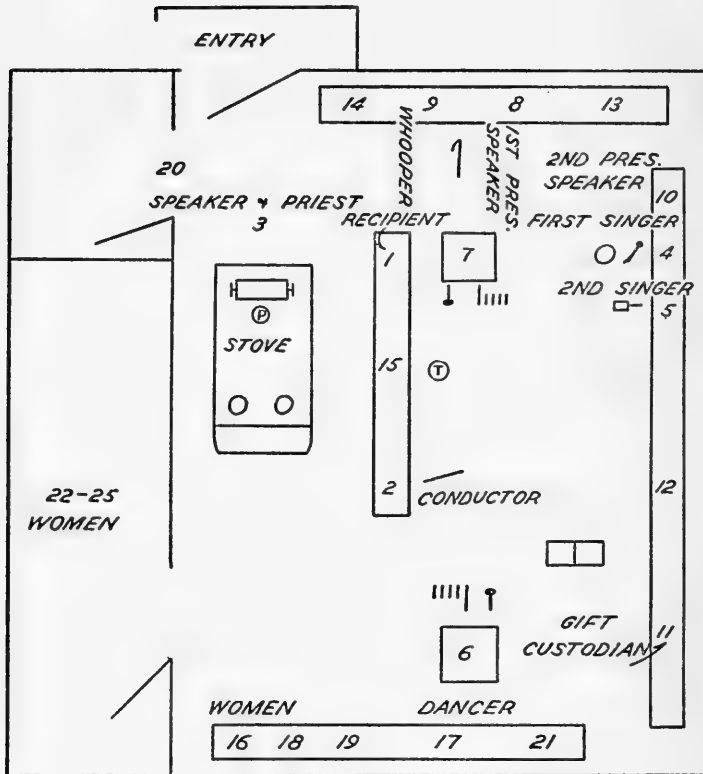 ENTRY
14 9 8 13
WHOOPER
1ST PRES.
SPEAKER
2ND PRES.
SPEAKER
10
20
SPEAKER & PRIEST
3
RECIPIENT
FIRST SINGER
1
7
4
2ND SINGER
5
P
STOVE
15
T
22-25
WOMEN
2
CONDUCTOR
12
GIFT
CUSTODIAN
11
6
WOMEN
DANCER
16 18 19 17 21